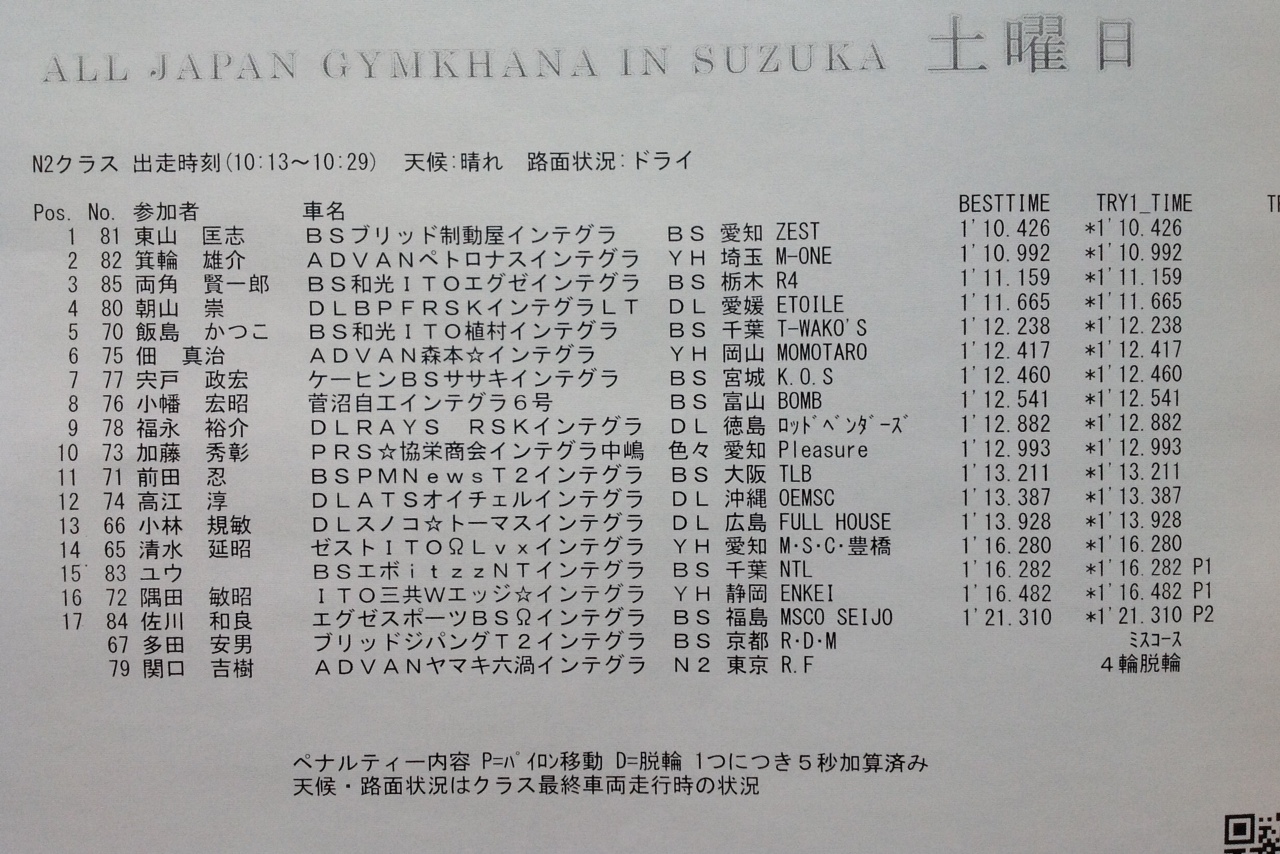 ALL JAPAN GYMKHANA IN SUZUKA 土曜日
N2クラス 出走時刻(10:13～10:29) 天候:晴れ 路面状況:ドライ
Pos. No. 参加者 車名 BESTTIME TRY1_TIME
1 81 東山 匡志 ＢＳブリッド制動屋インテグラ ＢＳ 愛知 ZEST 1'10.426 *1'10.426
2 82 箕輪 雄介 ＡＤＶＡＮペトロナスインテグラ ＹＨ 埼玉 M-ONE 1'10.992 *1'10.992
3 85 両角 賢一郎 ＢＳ和光ＩＴＯエグゼインテグラ ＢＳ 栃木 R4 1'11.159 *1'11.159
4 80 朝山 崇 ＤＬＢＰＦＲＳＫインテグラＬＴ ＤＬ 愛媛 ETOILE 1'11.665 *1'11.665
5 70 飯島 かつこ ＢＳ和光ＩＴＯ植村インテグラ ＢＳ 千葉 T-WAKO'S 1'12.238 *1'12.238
6 75 佃 真治 ＡＤＶＡＮ森本☆インテグラ ＹＨ 岡山 MOMOTARO 1'12.417 *1'12.417
7 77 宍戸 政宏 ケーヒンＢＳササキインテグラ ＢＳ 宮城 K.O.S 1'12.460 *1'12.460
8 76 小幡 宏昭 菅沼自工インテグラ６号 ＢＳ 富山 BOMB 1'12.541 *1'12.541
9 78 福永 裕介 ＤＬＲＡＹＳ ＲＳＫインテグラ ＤＬ 徳島 ﾛｯﾄﾞﾍﾞﾝﾀﾞｰｽﾞ 1'12.882 *1'12.882
10 73 加藤 秀彰 ＰＲＳ☆協栄商会インテグラ中嶋 色々 愛知 Pleasure 1'12.993 *1'12.993
11 71 前田 忍 ＢＳＰＭＮｅｗｓＴ２インテグラ ＢＳ 大阪 TLB 1'13.211 *1'13.211
12 74 高江 淳 ＤＬＡＴＳオイチェルインテグラ ＤＬ 沖縄 OEMSC 1'13.387 *1'13.387
13 66 小林 規敏 ＤＬスノコ☆トーマスインテグラ ＤＬ 広島 FULL HOUSE 1'13.928 *1'13.928
14 65 清水 延昭 ゼストＩＴＯΩＬｖｘインテグラ ＹＨ 愛知 M･S･C･豊橋 1'16.280 *1'16.280
15 83 ユウ ＢＳエボｉｔｚｚＮＴインテグラ ＢＳ 千葉 NTL 1'16.282 *1'16.282 P1
16 72 隅田 敏昭 ＩＴＯ三共Ｗエッジ☆インテグラ ＹＨ 静岡 ENKEI 1'16.482 *1'16.482 P1
17 84 佐川 和良 エグゼスポーツＢＳΩインテグラ ＢＳ 福島 MSCO SEIJO 1'21.310 *1'21.310 P2
67 多田 安男 ブリッドジパングＴ２インテグラ ＢＳ 京都 R･D･M ﾐｽｺｰｽ
79 関口 吉樹 ＡＤＶＡＮヤマキ六渦インテグラ Ｎ２ 東京 R.F ４輪脱輪
ペナルティー内容 P=ﾊﾟｲﾛﾝ移動 D=脱輪 1つにつき５秒加算済み
天候・路面状況はクラス最終車両走行時の状況